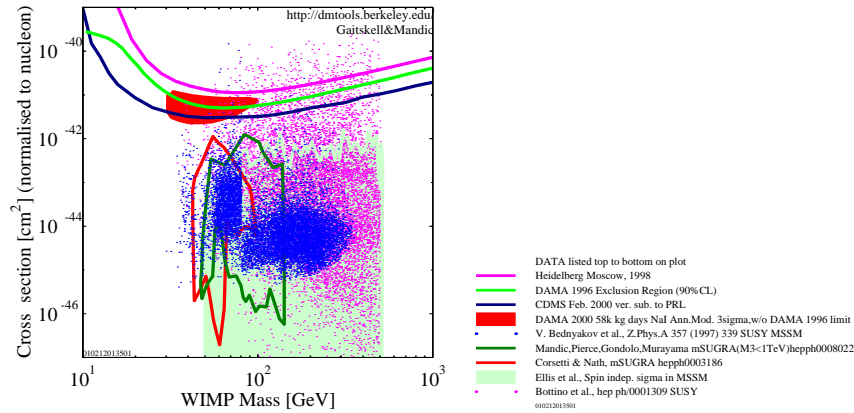 http://dmtools.berkeley.edu/
Gaitskell&Mandic
10 -40
10 -42
10 -44
10 -46
Cross section [cm2] (normalised to nucleon)
010212013501
10 1
10 2
10 3
WIMP Mass [GeV]
DATA listed top to bottom on plot
Heidelberg Moscow, 1998
DAMA 1996 Exclusion Region (90%CL)
CDMS Feb. 2000 ver. sub. to PRL
DAMA 2000 58k kg days NaI Ann.Mod. 3sigma,w/o DAMA 1996 limit
V. Bednyakov et al., Z.Phys.A 357 (1997) 339 SUSY MSSM
Mandic,Pierce,Gondolo,Murayama mSUGRA(M3<1TeV)hepph0008022
Corsetti & Nath, mSUGRA hepph0003186
Ellis et al., Spin indep. sigma in MSSM
Bottino et al., hep ph/0001309 SUSY
010212013501